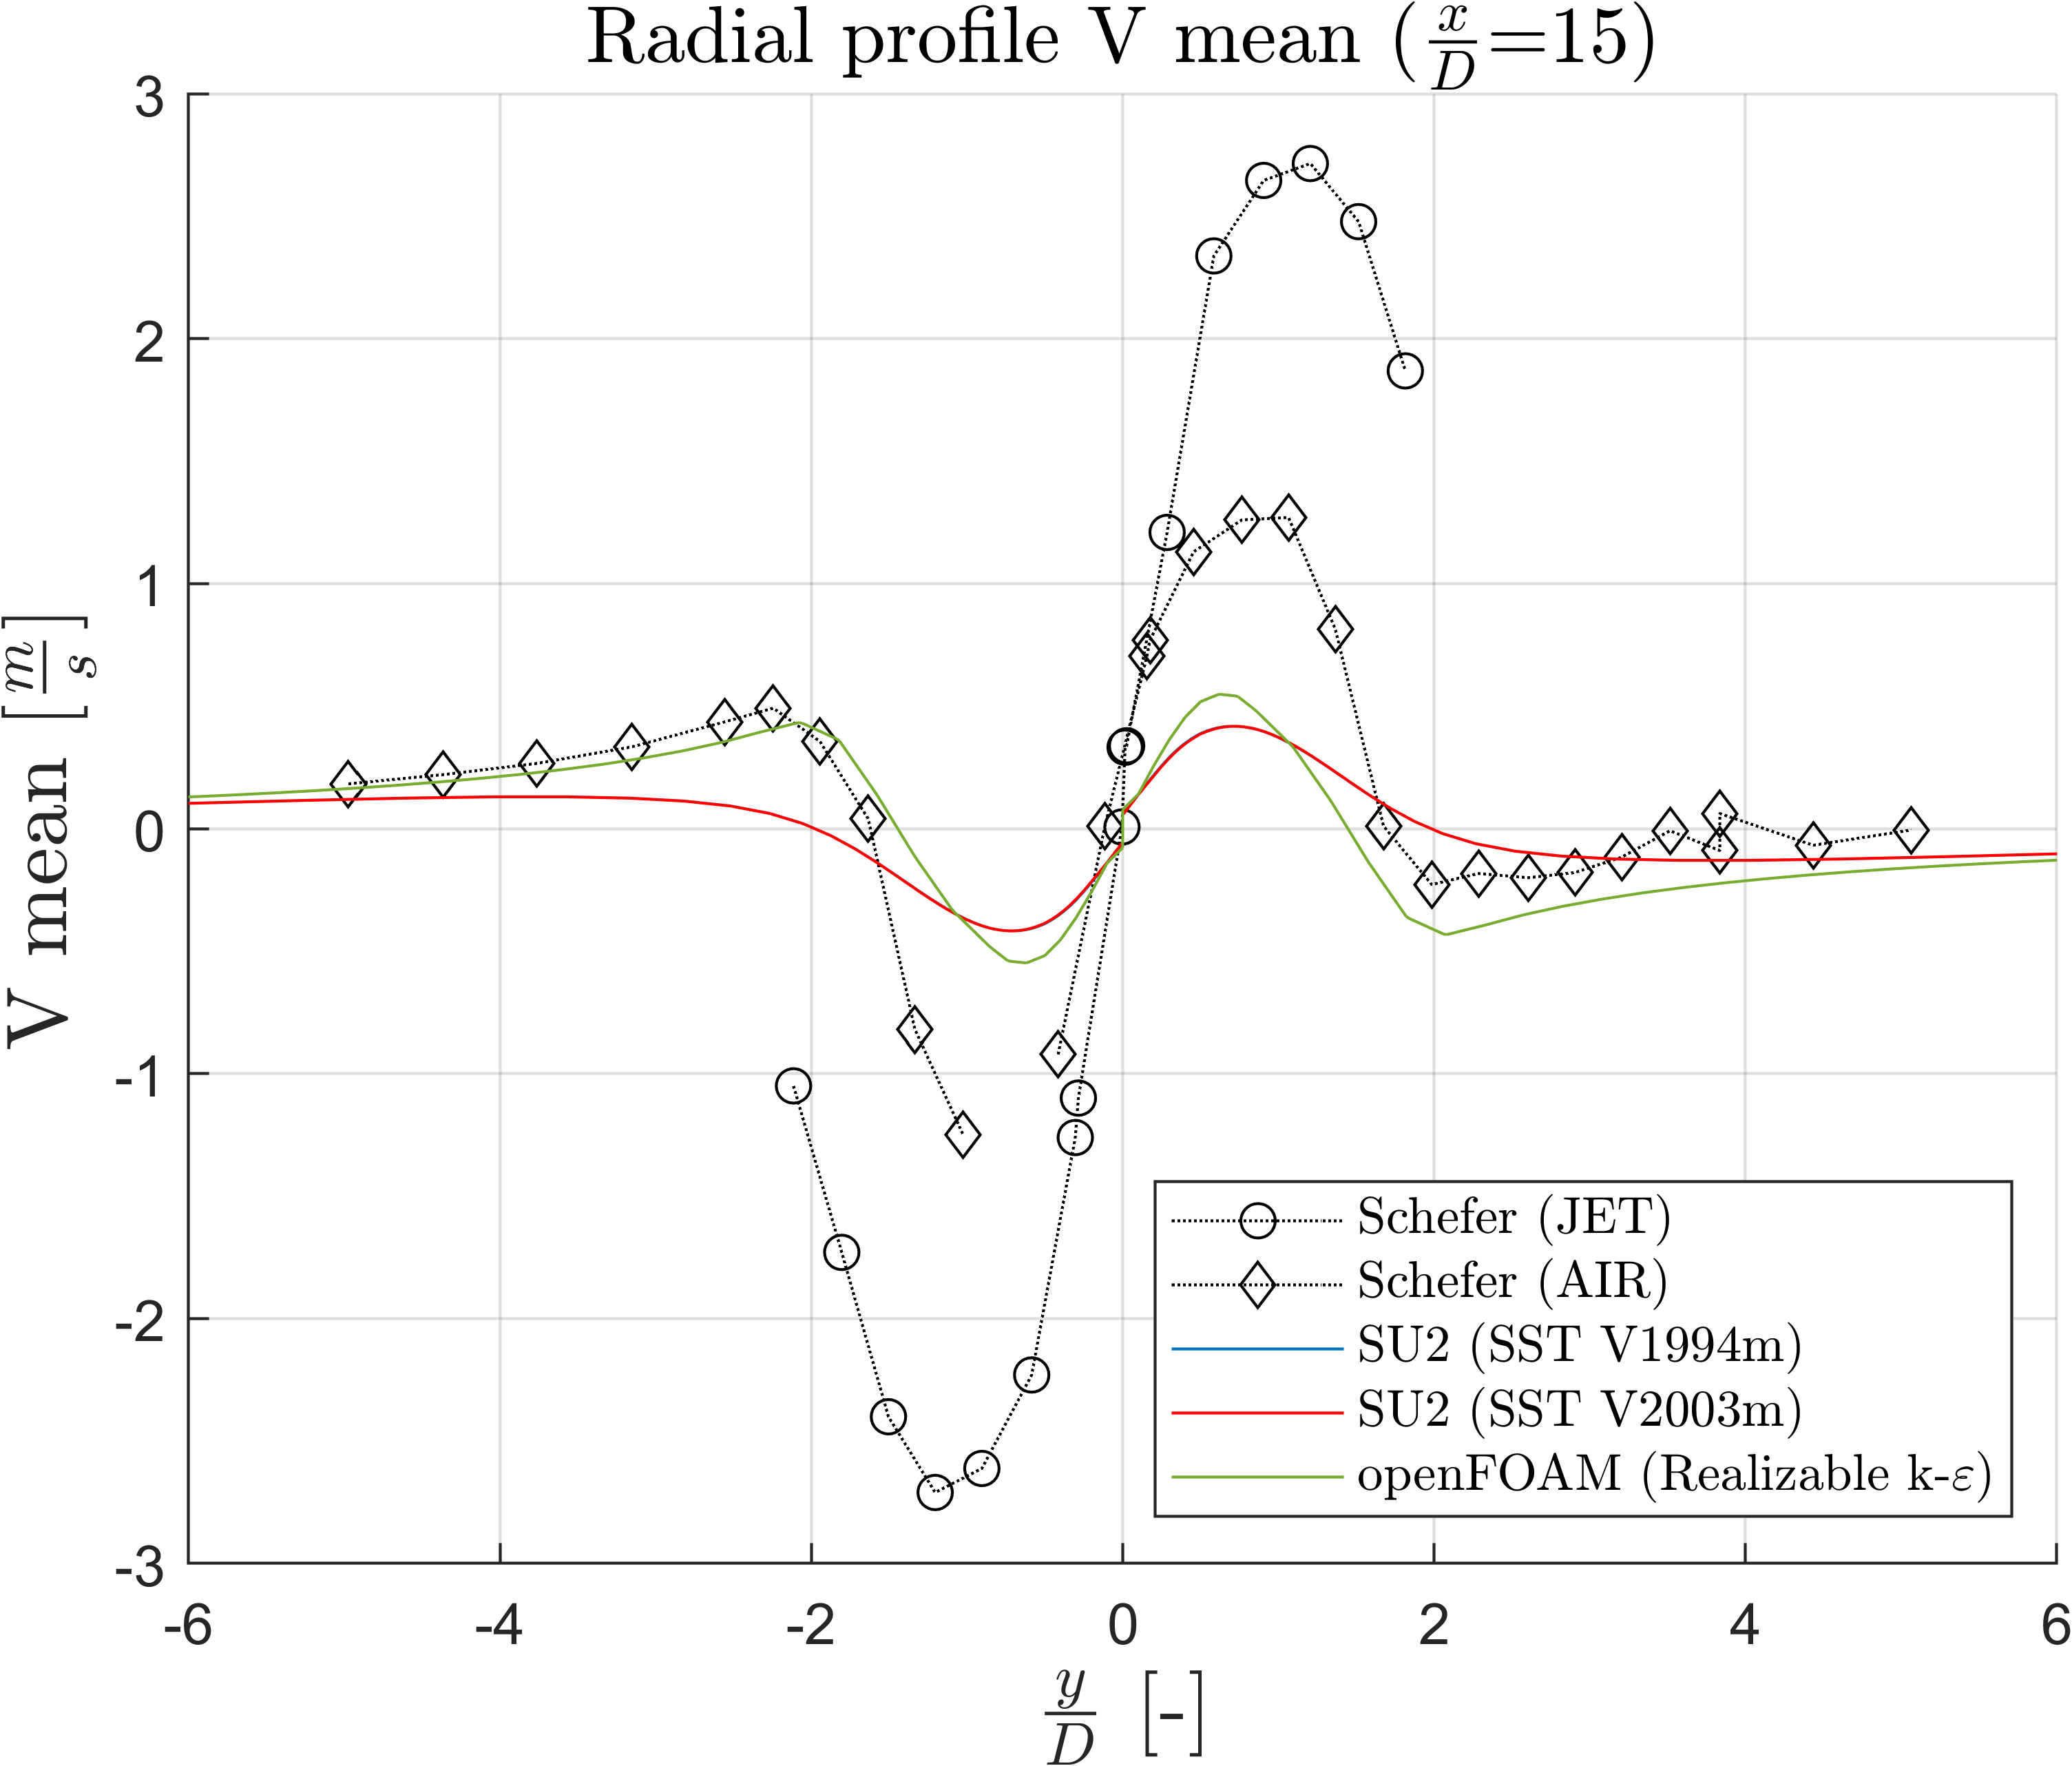 Radial profile V mean (x/D=15)
V mean [m/s]
3
2
1
0
-1
-2
-3
-6 -4 -2 0 2 4 6
y/D [-]
Schefer (JET)
Schefer (AIR)
SU2 (SST V1994m)
SU2 (SST V2003m)
openFOAM (Realizable k-ε)